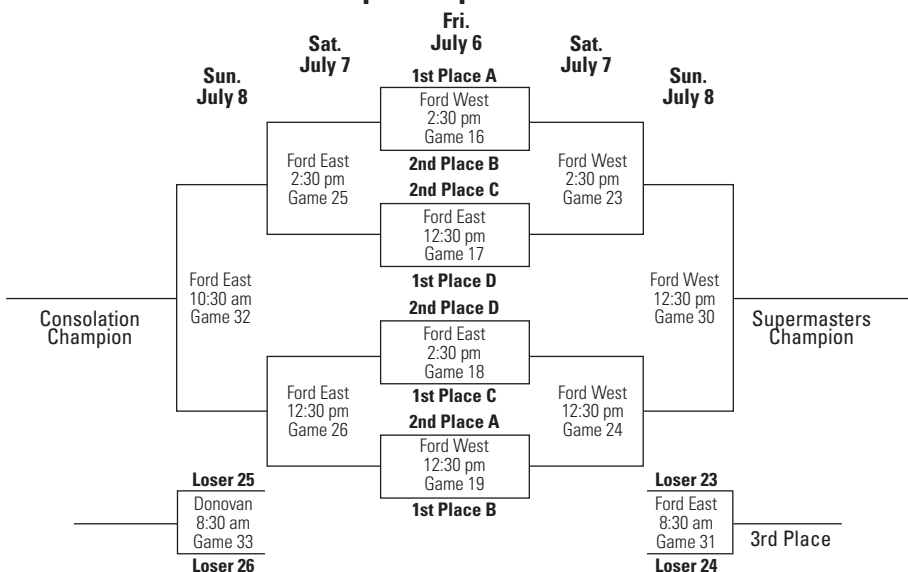 Fri.
July 6
Sat.
July 7
Sat.
July 7
Sun.
July 8
Sun.
July 8
1st Place A
Ford West
2:30 pm
Game 16
2nd Place B
2nd Place C
Ford East
12:30 pm
Game 17
1st Place D
2nd Place D
Ford East
2:30 pm
Game 18
1st Place C
2nd Place A
Ford West
12:30 pm
Game 19
1st Place B
Ford East
2:30 pm
Game 25
Ford East
12:30 pm
Game 26
Ford East
10:30 am
Game 32
Consolation
Champion
Loser 25
Donovan
8:30 am
Game 33
Loser 26
Ford West
2:30 pm
Game 23
Ford West
12:30 pm
Game 24
Ford West
12:30 pm
Game 30
Supermasters
Champion
Loser 23
Ford East
8:30 am
Game 31
Loser 24
3rd Place